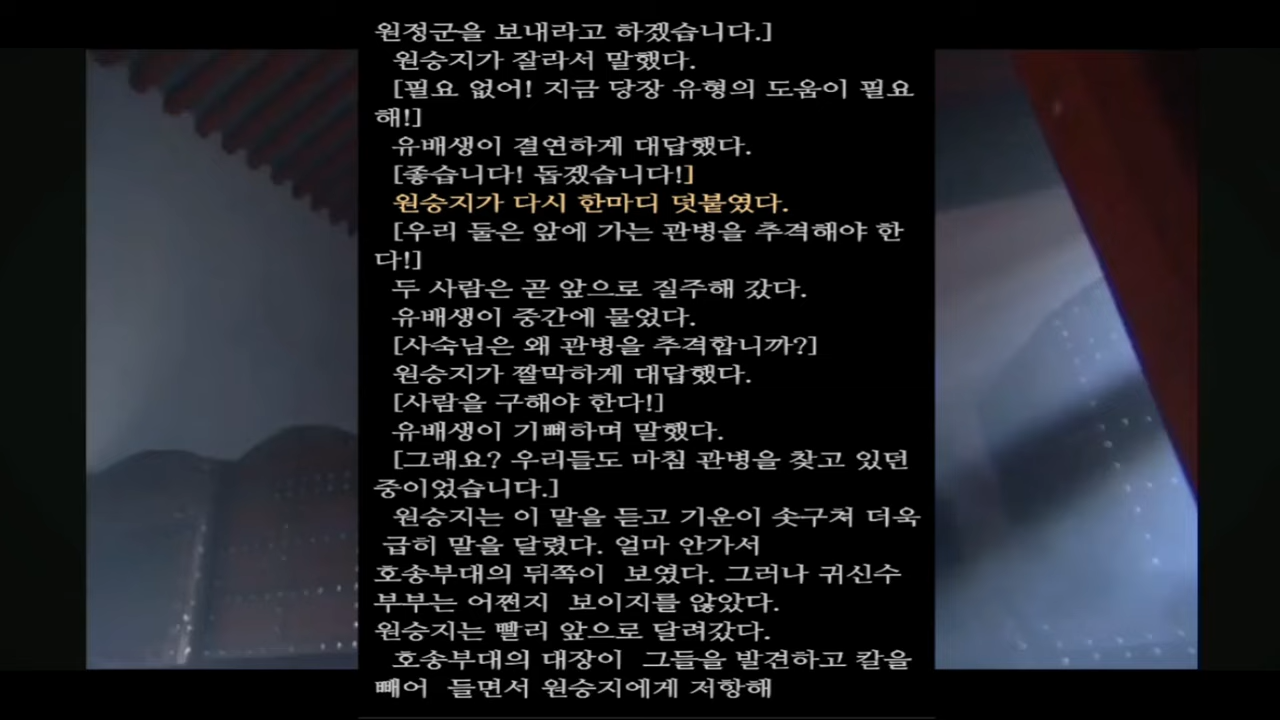 원정군을 보내라고 하겠습니다.]
원승지가 잘라서 말했다.
[필요 없어! 지금 당장 유형의 도움이 필요
해!]
유배생이 결연하게 대답했다.
[좋습니다! 돕겠습니다!]
원승지가 다시 한마디 덧붙였다.
[우리 둘은 앞에 가는 관병을 추격해야 한
다!]
두 사람은 곧 앞으로 질주해 갔다.
유배생이 중간에 물었다.
[사숙님은 왜 관병을 추격합니까?]
원승지가 짤막하게 대답했다.
[사람을 구해야 한다!]
유배생이 기뻐하며 말했다.
[그래요? 우리들도 마침 관병을 찾고 있던
중이었습니다.]
원승지는 이 말을 듣고 기운이 솟구쳐 더욱
급히 말을 달렸다. 얼마 안가서
호송부대의 뒤쪽이 보였다. 그러나 귀신수
부부는 어쩐지 보이지를 않았다.
원승지는 빨리 앞으로 달려갔다.
호송부대의 대장이 그들을 발견하고 칼을
빼어 들면서 원승지에게 저항해